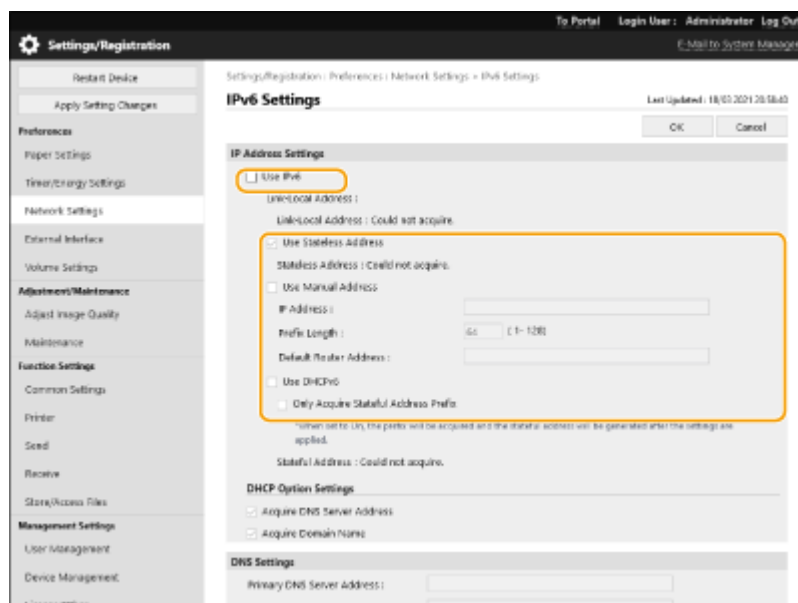 To Portal Login User : Administrator Log Out
Settings/Registration
E-Mail to System Manager
Restart Device
Apply Setting Changes
Preferences
Paper Settings
Timer/Energy Settings
Network Settings
External Interface
Volume Settings
Adjustment/Maintenance
Adjust Image Quality
Maintenance
Function Settings
Common Settings
Printer
Send
Receive
Store/Access Files
Management Settings
User Management
Device Management
Settings/Registration : Preferences : Network Settings > IPv6 Settings
IPv6 Settings
Last Updated : 18/03 2021 20:58:40
OK Cancel
IP Address Settings
Use IPv6
Link-Local Address :
Link-Local Address : Could not acquire.
Use Stateless Address
Stateless Address : Could not acquire.
Use Manual Address
IP Address :
Prefix Length : 64 ( 1- 128)
Default Router Address :
Use DHCPv6
Only Acquire Stateful Address Prefix
*When set to On, the prefix will be acquired and the stateful address will be generated after the settings are
applied.
Stateful Address : Could not acquire.
DHCP Option Settings
Acquire DNS Server Address
Acquire Domain Name
DNS Settings
Primary DNS Server Address :